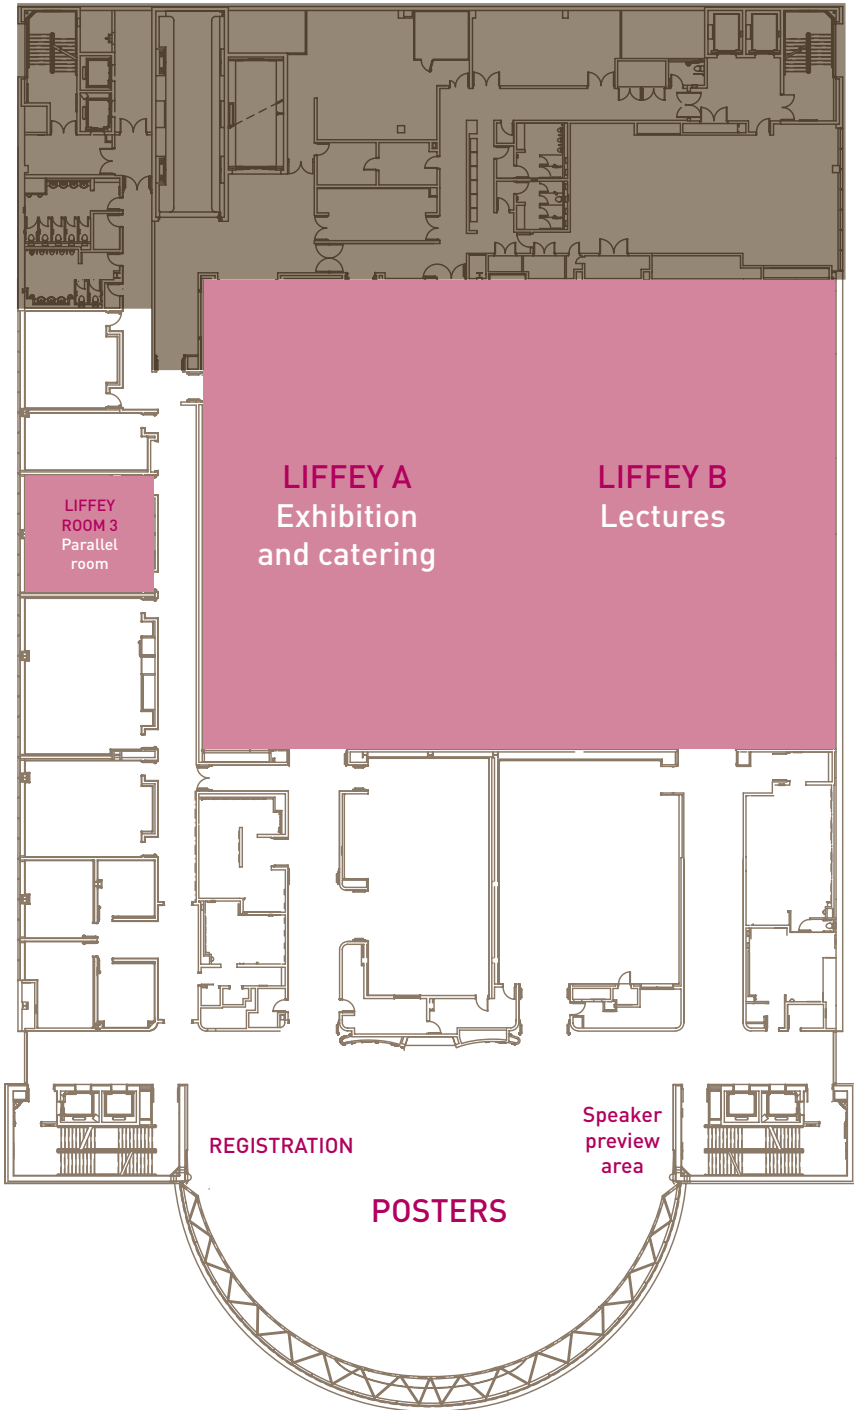 LIFFEY A
Exhibition
and catering
LIFFEY B
Lectures
LIFFEY
ROOM 3
Parallel
room
REGISTRATION
Speaker
preview
area
POSTERS